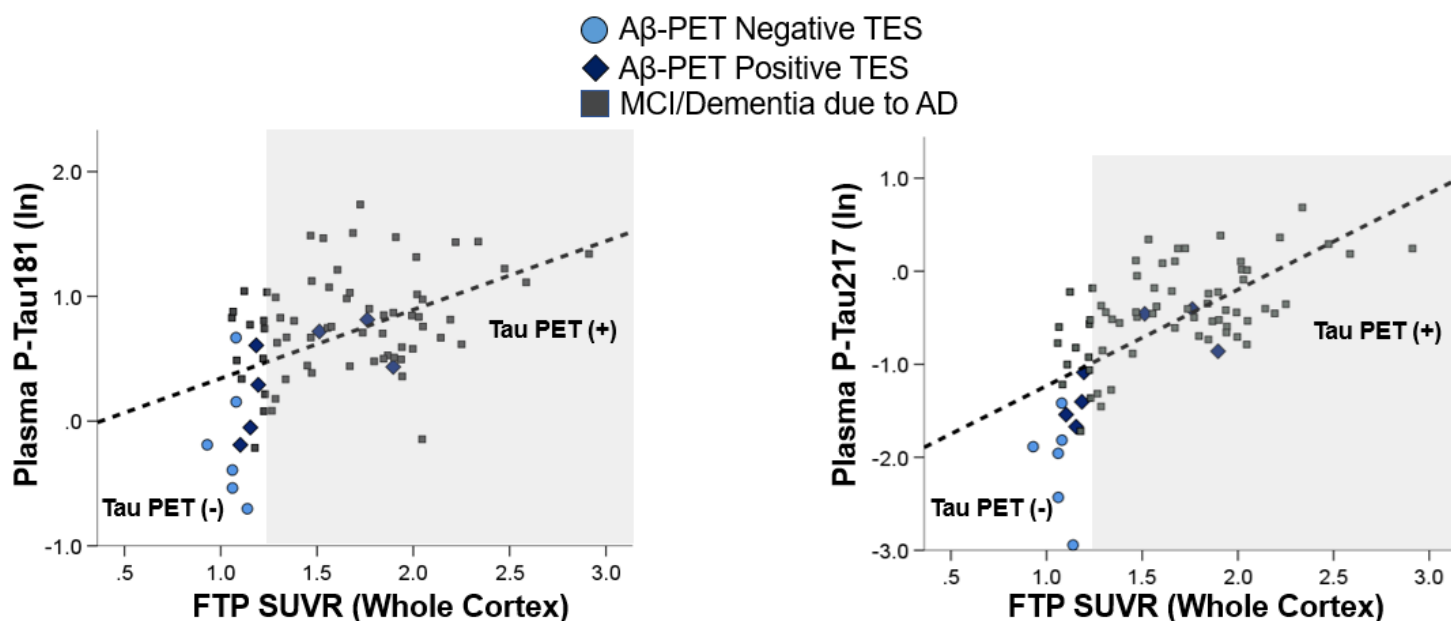 Aβ-PET Negative TES
Aβ-PET Positive TES
MCI/Dementia due to AD
Plasma P-Tau181 (ln)
2.0
1.0
.0
-1.0
Tau PET (+)
Tau PET (-)
.5 1.0 1.5 2.0 2.5 3.0
FTP SUVR (Whole Cortex)
Plasma P-Tau217 (ln)
1.0
.0
-1.0
-2.0
-3.0
Tau PET (+)
Tau PET (-)
.5 1.0 1.5 2.0 2.5 3.0
FTP SUVR (Whole Cortex)